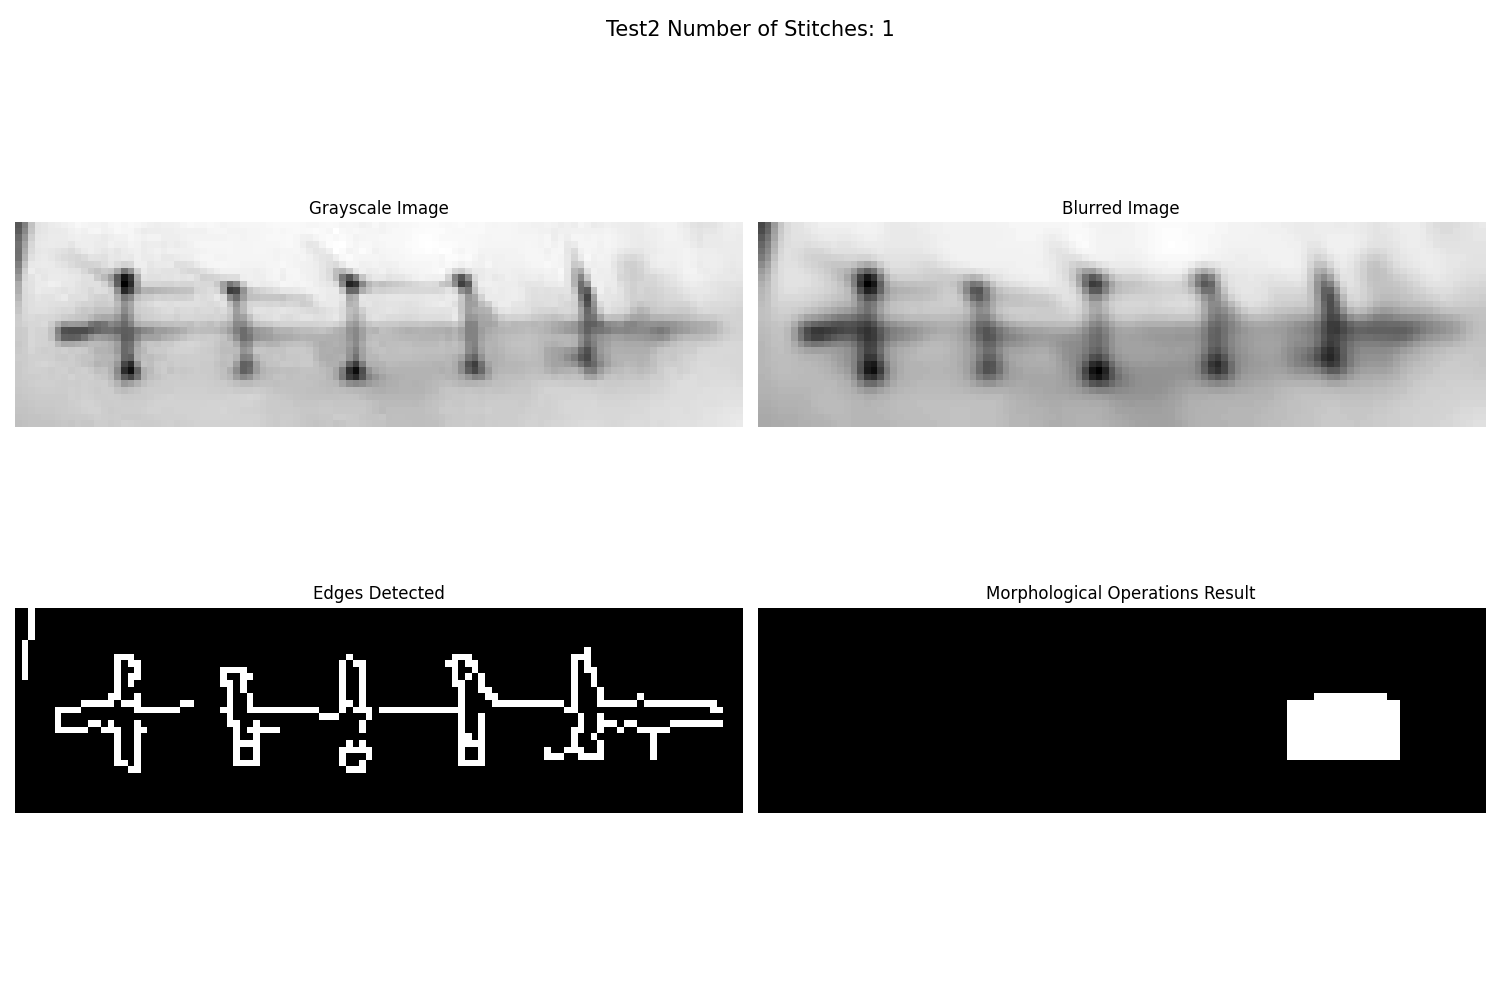 Test2 Number of Stitches: 1
Grayscale Image
Blurred Image
Edges Detected
Morphological Operations Result